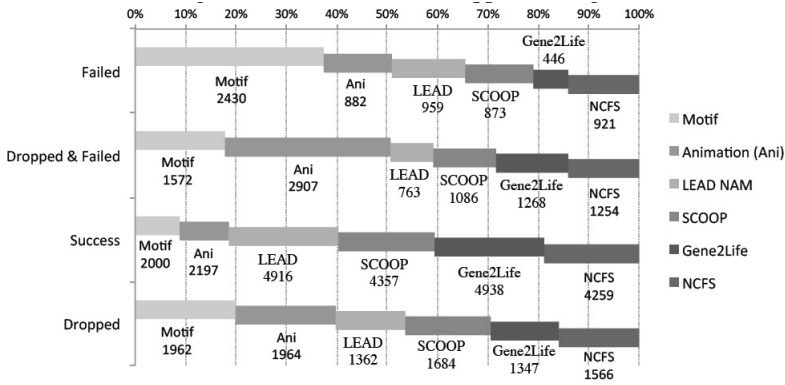 0% 10% 20% 30% 40% 50% 60% 70% 80% 90% 100%
Failed
Motif
2430
Ani
882
LEAD
959
SCOOP
873
Gene2Life
446
NCFS
921
Dropped & Failed
Motif
1572
Ani
2907
LEAD
763
SCOOP
1086
Gene2Life
1268
NCFS
1254
Success
Motif
2000
Ani
2197
LEAD
4916
SCOOP
4357
Gene2Life
4938
NCFS
4259
Dropped
Motif
1962
Ani
1964
LEAD
1362
SCOOP
1684
Gene2Life
1347
NCFS
1566
Motif
Animation (Ani)
LEAD NAM
SCOOP
Gene2Life
NCFS